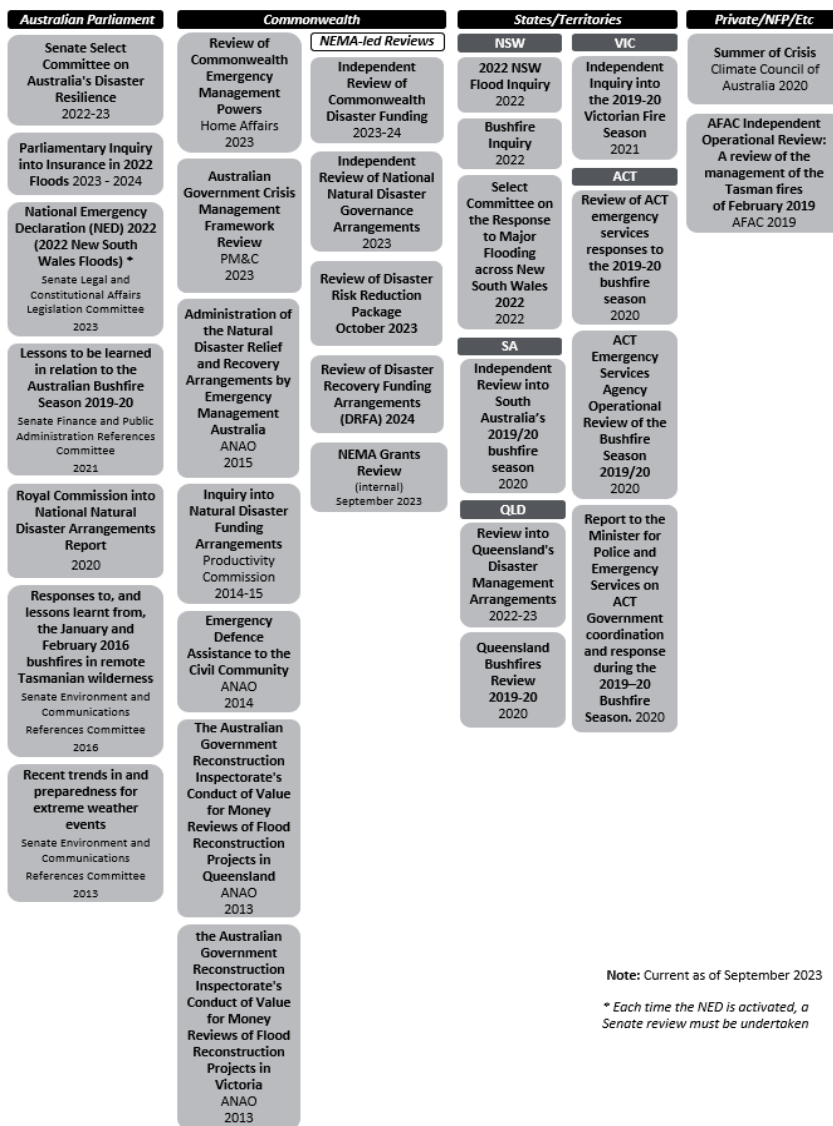 Australian Parliament
Senate Select
Committee on
Australia's Disaster
Resilience
2022-23
Parliamentary Inquiry
into Insurance in 2022
Floods 2023 - 2024
National Emergency
Declaration (NED) 2022
(2022 New South
Wales Floods) *
Senate Legal and
Constitutional Affairs
Legislation Committee
2023
Lessons to be learned
in relation to the
Australian Bushfire
Season 2019-20
Senate Finance and Public
Administration References
Committee
2021
Royal Commission into
National Natural
Disaster Arrangements
Report
2020
Responses to, and
lessons learnt from,
the January and
February 2016
bushfires in remote
Tasmanian wilderness
Senate Environment and
Communications
References Committee
2016
Recent trends in and
preparedness for
extreme weather
events
Senate Environment and
Communications
References Committee
2013
Commonwealth
Review of
Commonwealth
Emergency
Management
Powers
Home Affairs
2023
Australian
Government Crisis
Management
Framework
Review
PM&C
2023
Administration of
the Natural
Disaster Relief
and Recovery
Arrangements by
Emergency
Management
Australia
ANAO
2015
Inquiry into
Natural Disaster
Funding
Arrangements
Productivity
Commission
2014-15
Emergency
Defence
Assistance to the
Civil Community
ANAO
2014
The Australian
Government
Reconstruction
Inspectorate's
Conduct of Value
for Money
Reviews of Flood
Reconstruction
Projects in
Queensland
ANAO
2013
the Australian
Government
Reconstruction
Inspectorate's
Conduct of Value
for Money
Reviews of Flood
Reconstruction
Projects in
Victoria
ANAO
2013
NEMA-led Reviews
Independent
Review of
Commonwealth
Disaster Funding
2023-24
Independent
Review of National
Natural Disaster
Governance
Arrangements
2023
Review of Disaster
Risk Reduction
Package
October 2023
Review of Disaster
Recovery Funding
Arrangements
(DRFA) 2024
NEMA Grants
Review
(internal)
September 2023
States/Territories
NSW
2022 NSW
Flood Inquiry
2022
Bushfire
Inquiry
2022
Select
Committee on
the Response
to Major
Flooding
across New
South Wales
2022
2022
SA
Independent
Review into
South
Australia's
2019/20
bushfire
season
2020
QLD
Review into
Queensland's
Disaster
Management
Arrangements
2022-23
Queensland
Bushfires
Review
2019-20
2020
VIC
Independent
Inquiry into
the 2019-20
Victorian Fire
Season
2021
ACT
Review of ACT
emergency
services
responses to
the 2019-20
bushfire
season
2020
ACT
Emergency
Services
Agency
Operational
Review of the
Bushfire
Season
2019/20
2020
Report to the
Minister for
Police and
Emergency
Services on
ACT
Government
coordination
and response
during the
2019–20
Bushfire
Season. 2020
Private/NFP/Etc
Summer of Crisis
Climate Council of
Australia 2020
AFAC Independent
Operational Review:
A review of the
management of the
Tasman fires
of February 2019
AFAC 2019
Note: Current as of September 2023
* Each time the NED is activated, a
Senate review must be undertaken